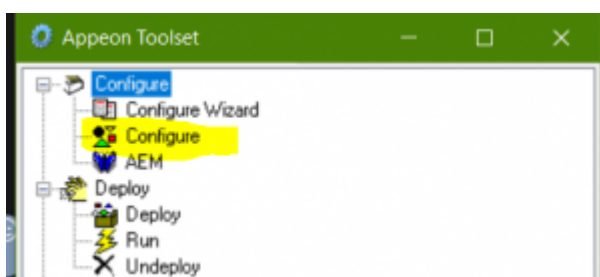 Appeon Toolset
Configure
Configure Wizard
Configure
AEM
Deploy
Deploy
Run
Undeploy